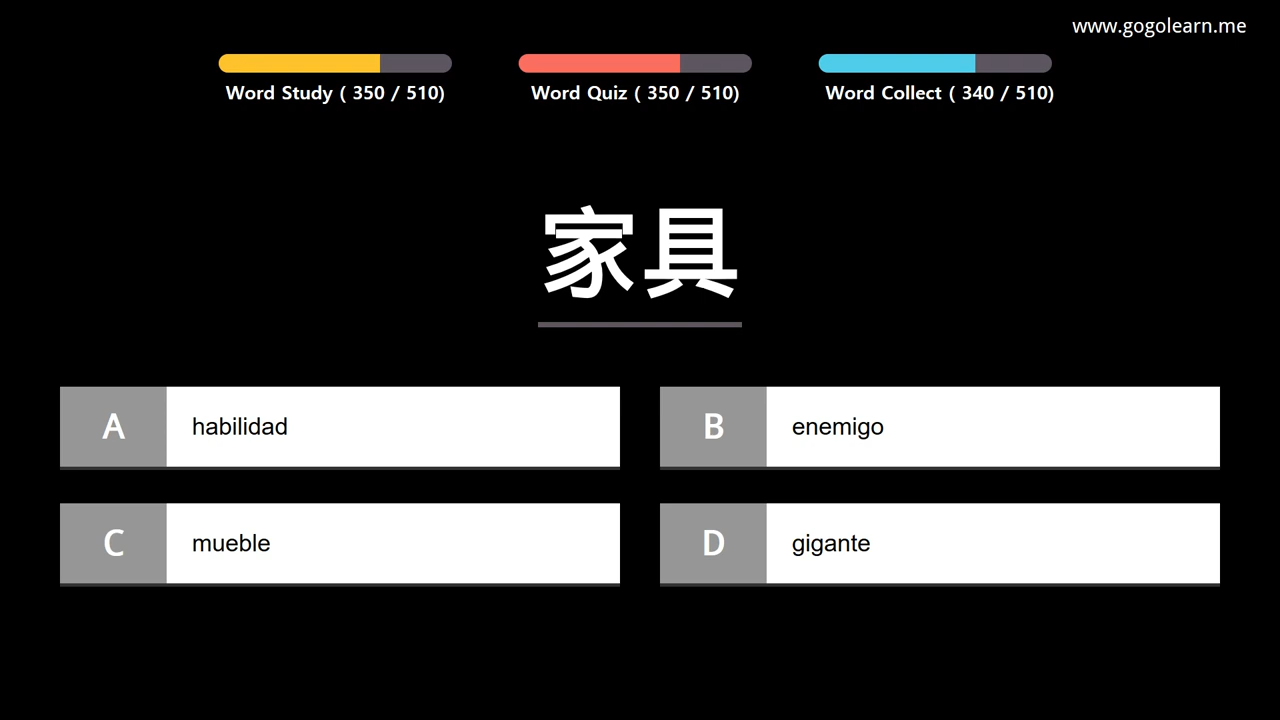 www.gogolearn.me
Word Study ( 350 / 510)
Word Quiz ( 350 / 510)
Word Collect ( 340 / 510)
家具
A habilidad
B enemigo
C mueble
D gigante